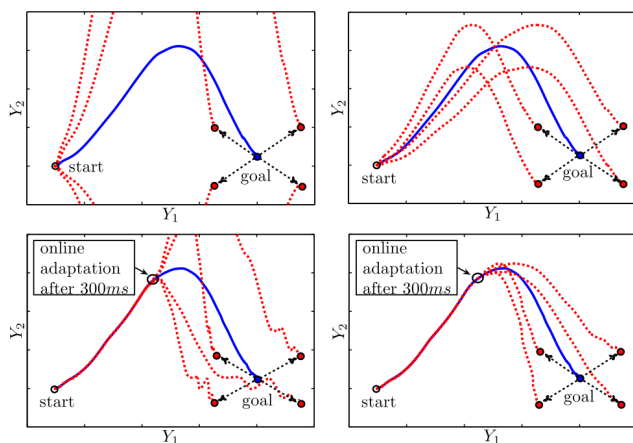 Y₂
start
goal
Y₁
Y₂
start
goal
Y₁
online
adaptation
after 300ms
Y₂
start
goal
Y₁
online
adaptation
after 300ms
Y₂
start
goal
Y₁